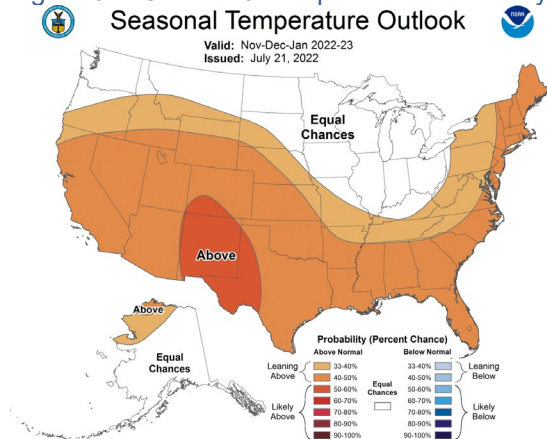 Seasonal Temperature Outlook
NOAA
Valid: Nov-Dec-Jan 2022-23
Issued: July 21, 2022
Equal
Chances
Above
Above
Equal
Chances
Probability (Percent Chance)
Above Normal
Below Normal
Leaning
Above
33-40%
40-50%
Likely
Above
50-60%
60-70%
70-80%
80-90%
90-100%
Equal
Chances
33-40%
40-50%
Leaning
Below
50-60%
60-70%
70-80%
80-90%
90-100%
Likely
Below